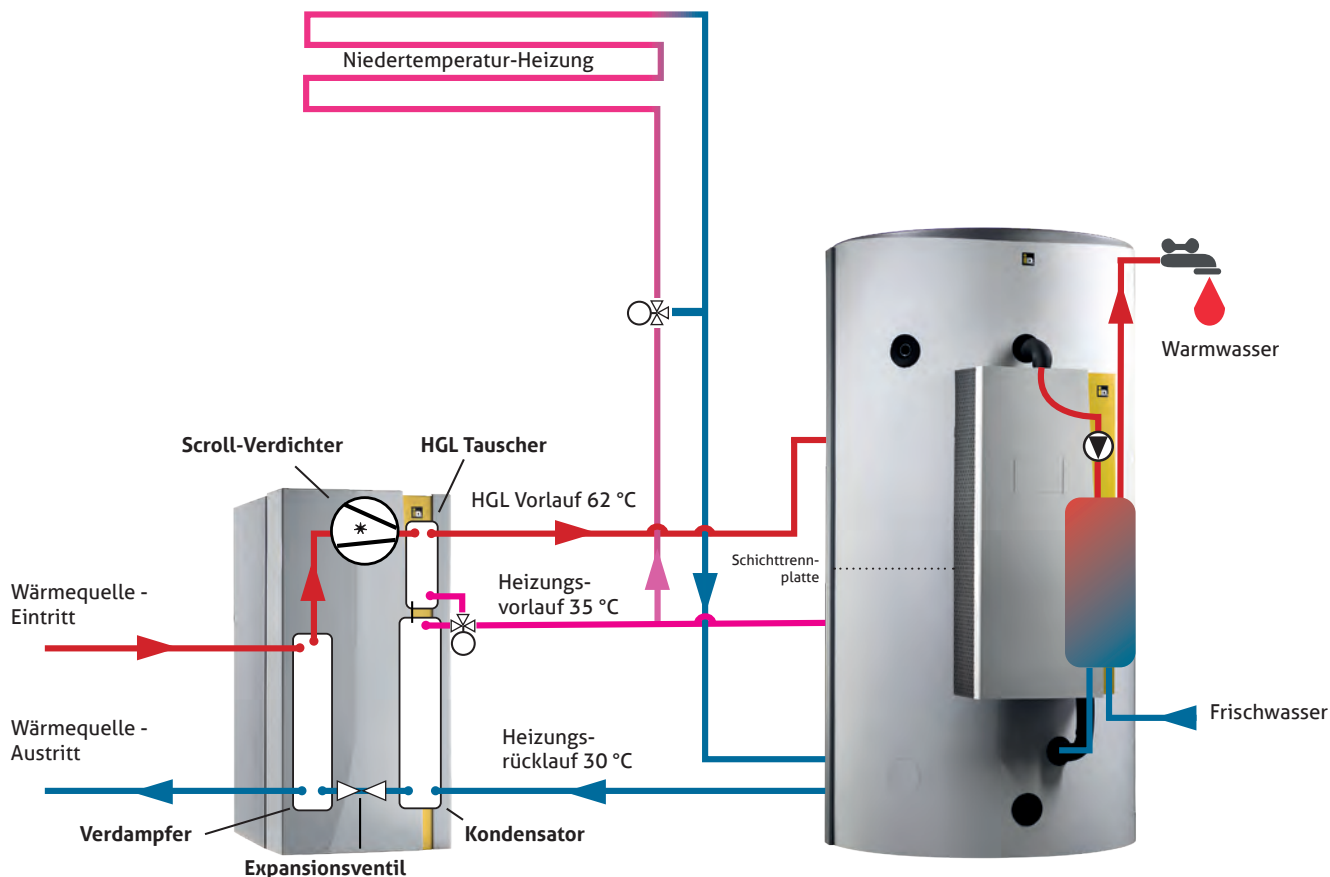 Niedertemperatur-Heizung
Warmwasser
Scroll-Verdichter
HGL Tauscher
HGL Vorlauf 62 °C
Schichttrenn-
platte
Wärmequelle -
Eintritt
Heizungs-
vorlauf 35 °C
Wärmequelle -
Austritt
Heizungs-
rücklauf 30 °C
Frischwasser
Verdampfer
Kondensator
Expansionsventil